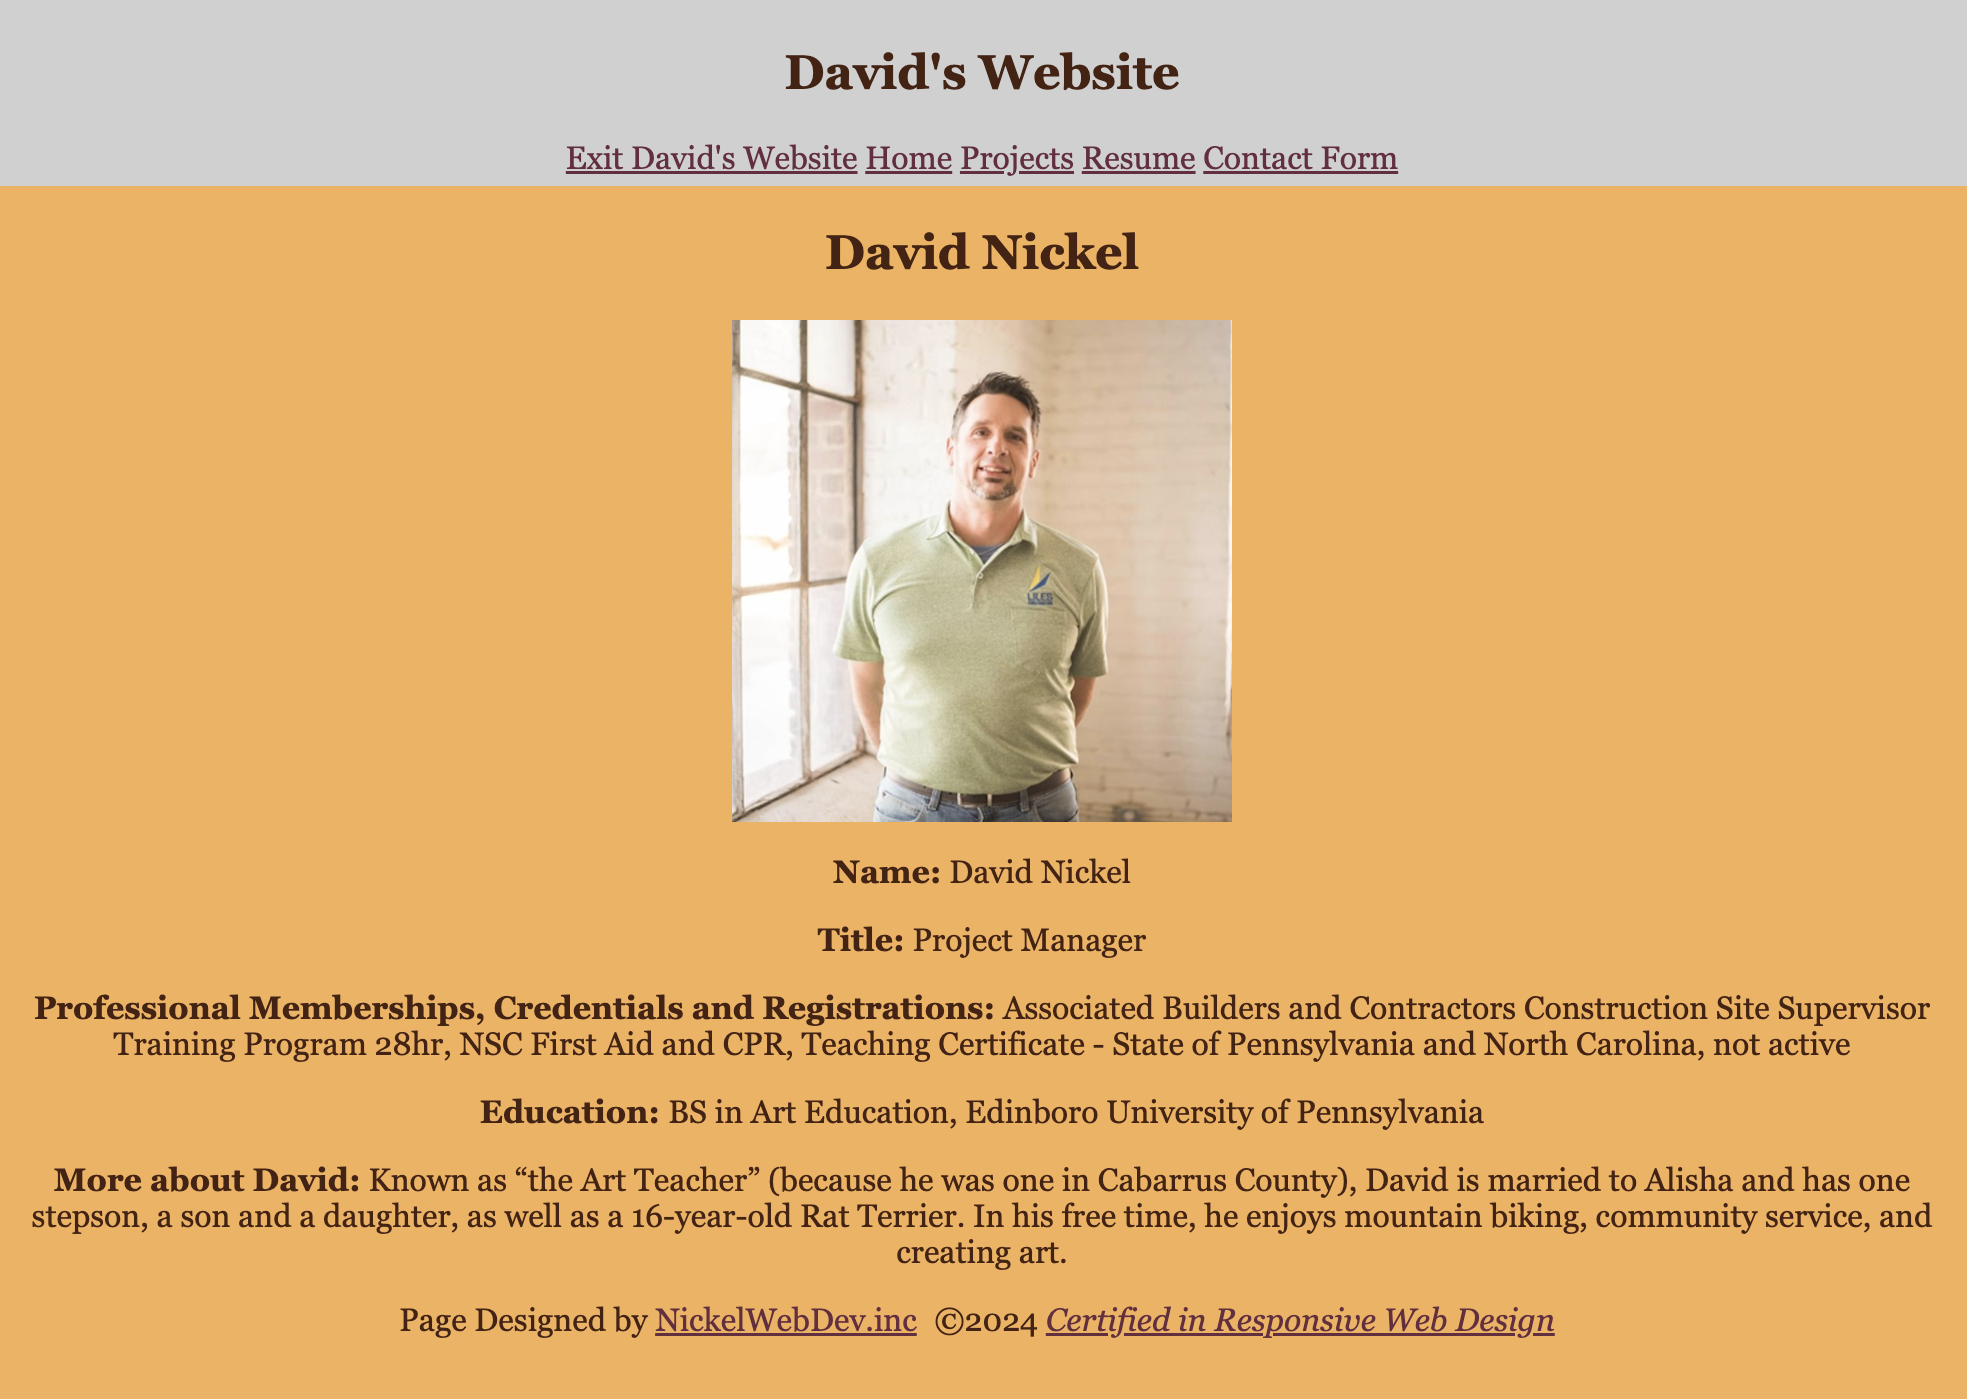 David's Website
Exit David's Website Home Projects Resume Contact Form
David Nickel
LILES
Name: David Nickel
Title: Project Manager
Professional Memberships, Credentials and Registrations: Associated Builders and Contractors Construction Site Supervisor
Training Program 28hr, NSC First Aid and CPR, Teaching Certificate - State of Pennsylvania and North Carolina, not active
Education: BS in Art Education, Edinboro University of Pennsylvania
More about David: Known as “the Art Teacher” (because he was one in Cabarrus County), David is married to Alisha and has one
stepson, a son and a daughter, as well as a 16-year-old Rat Terrier. In his free time, he enjoys mountain biking, community service, and
creating art.
Page Designed by NickelWebDev.inc ©2024 Certified in Responsive Web Design